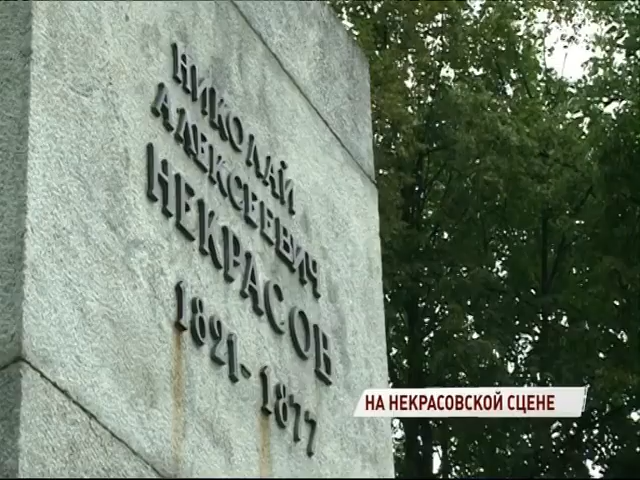 НИКОЛАЙ
АЛЕКСЕЕВИЧ
НЕКРАСОВ
1821-1877
НА НЕКРАСОВСКОЙ СЦЕНЕ